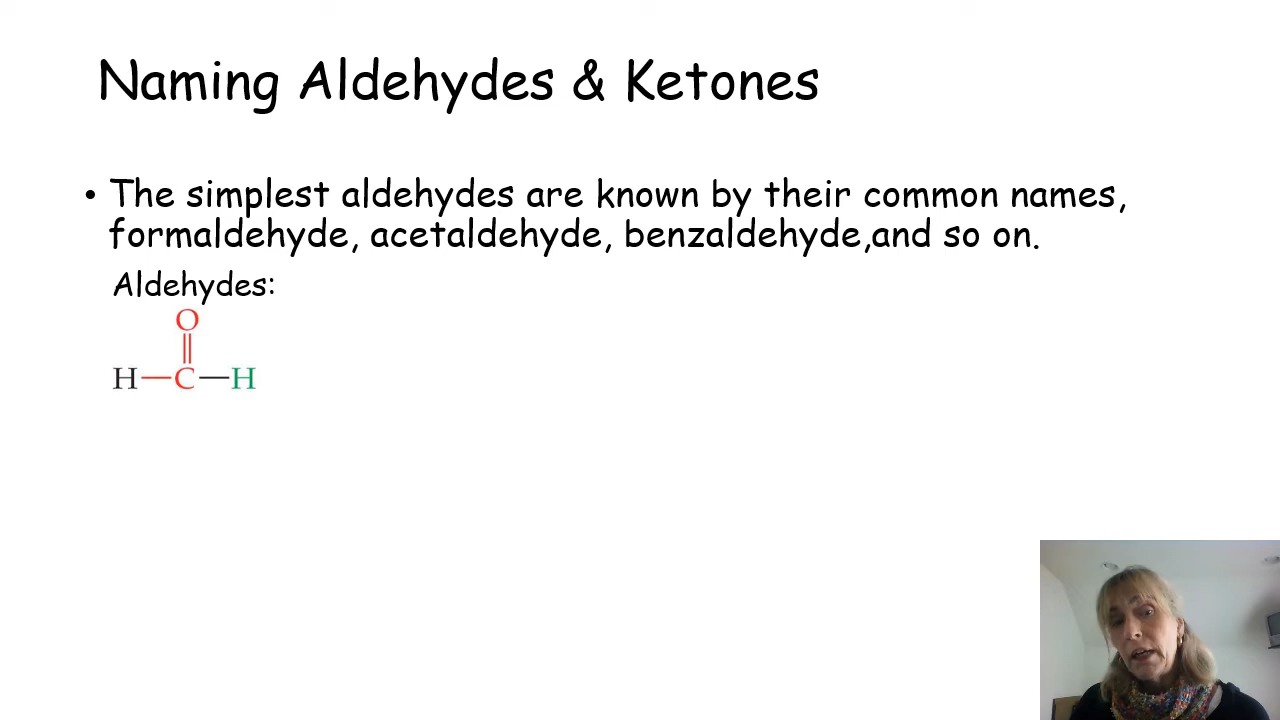 Naming Aldehydes & Ketones
• The simplest aldehydes are known by their common names,
formaldehyde, acetaldehyde, benzaldehyde,and so on.
Aldehydes:
O
H C H